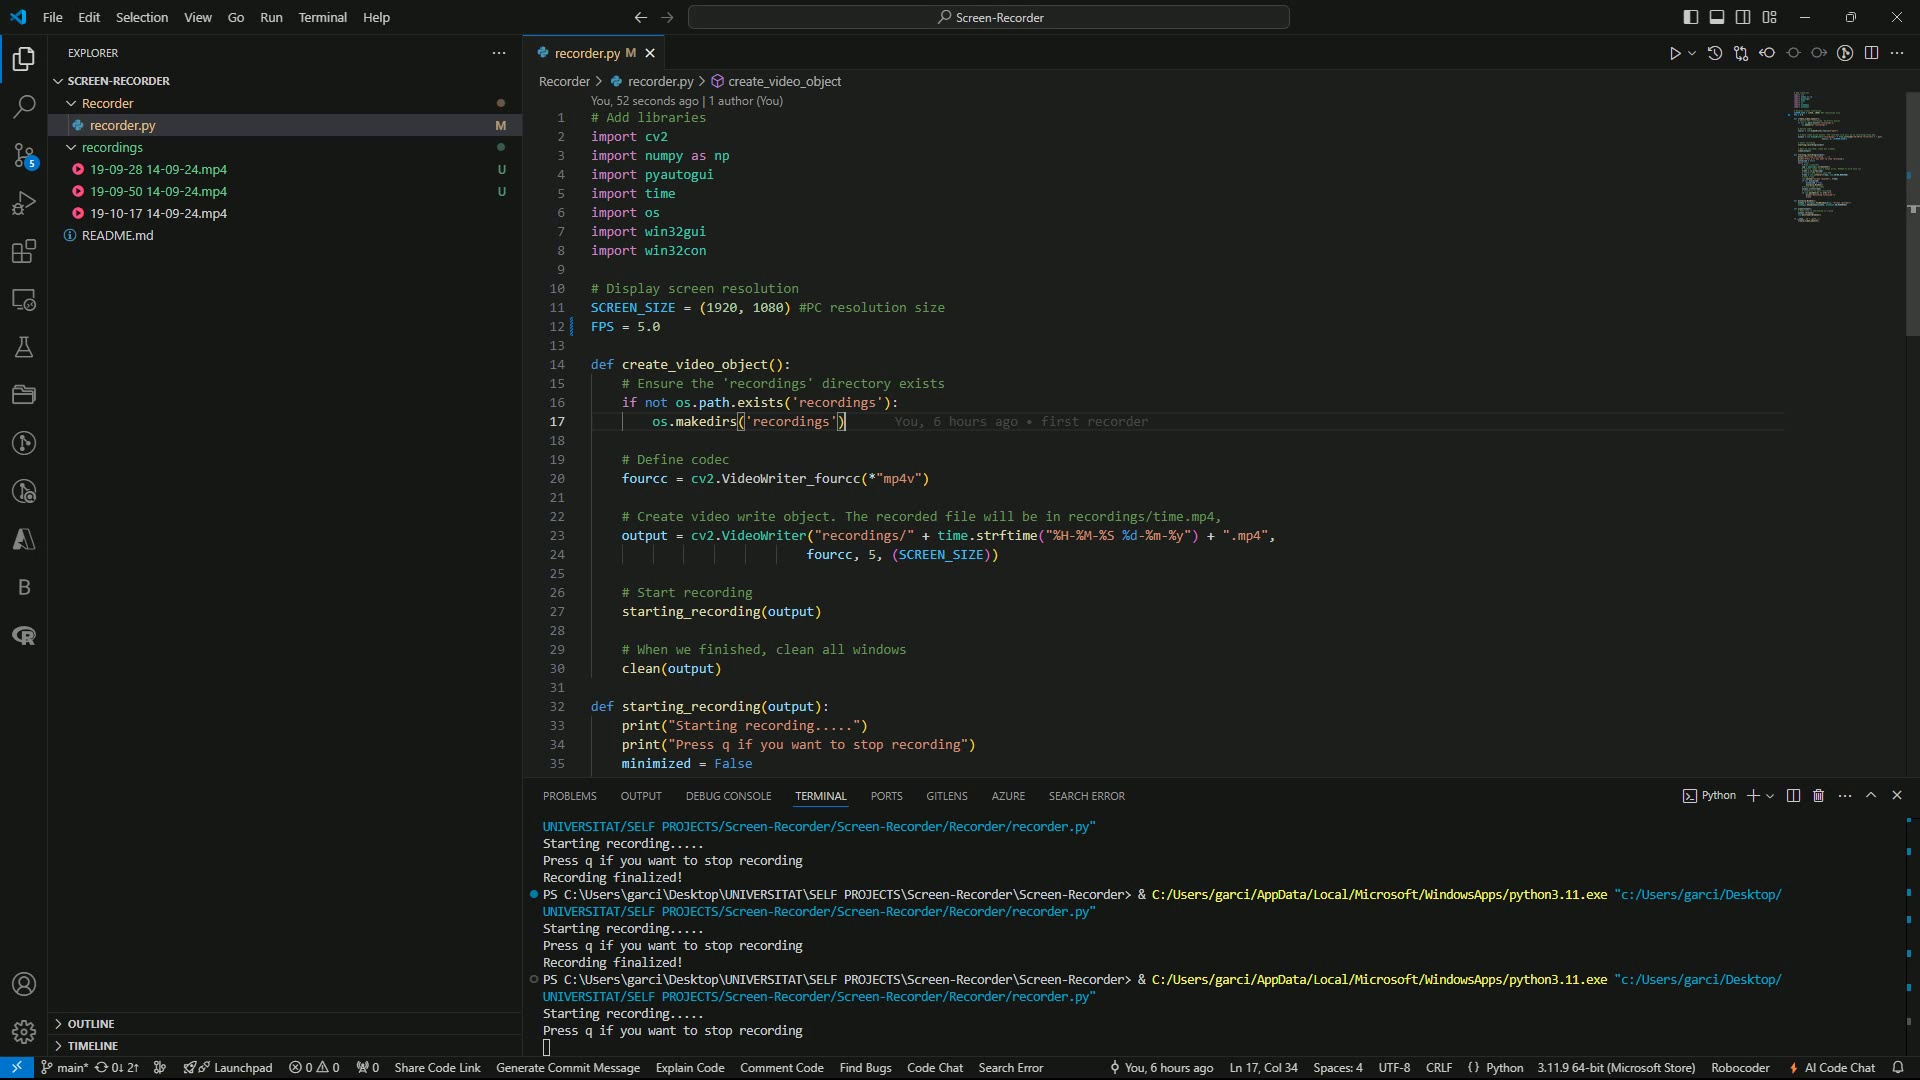 File Edit Selection View Go Run Terminal Help
Screen-Recorder
EXPLORER
SCREEN-RECORDER
Recorder
recorder.py M
recordings
19-09-28 14-09-24.mp4 U
19-09-50 14-09-24.mp4 U
19-10-17 14-09-24.mp4
README.md
OUTLINE
TIMELINE
5
B
recorder.py M
Recorder > recorder.py > create_video_object
You, 52 seconds ago | 1 author (You)
1 # Add libraries
2 import cv2
3 import numpy as np
4 import pyautogui
5 import time
6 import os
7 import win32gui
8 import win32con
9
10 # Display screen resolution
11 SCREEN_SIZE = (1920, 1080) #PC resolution size
12 FPS = 5.0
13
14 def create_video_object():
15 # Ensure the 'recordings' directory exists
16 if not os.path.exists('recordings'):
17 os.makedirs('recordings') You, 6 hours ago • first recorder
18
19 # Define codec
20 fourcc = cv2.VideoWriter_fourcc(*"mp4v")
21
22 # Create video write object. The recorded file will be in recordings/time.mp4,
23 output = cv2.VideoWriter("recordings/" + time.strftime("%H-%M-%S %d-%m-%y") + ".mp4",
24 fourcc, 5, (SCREEN_SIZE))
25
26 # Start recording
27 starting_recording(output)
28
29 # When we finished, clean all windows
30 clean(output)
31
32 def starting_recording(output):
33 print("Starting recording.....")
34 print("Press q if you want to stop recording")
35 minimized = False
PROBLEMS OUTPUT DEBUG CONSOLE TERMINAL PORTS GITLENS AZURE SEARCH ERROR
Python
UNIVERSITAT/SELF PROJECTS/Screen-Recorder/Screen-Recorder/Recorder/recorder.py"
Starting recording.....
Press q if you want to stop recording
Recording finalized!
PS C:\Users\garci\Desktop\UNIVERSITAT\SELF PROJECTS\Screen-Recorder\Screen-Recorder> & C:/Users/garci/AppData/Local/Microsoft/WindowsApps/python3.11.exe "c:/Users/garci/Desktop/
UNIVERSITAT/SELF PROJECTS/Screen-Recorder/Screen-Recorder/Recorder/recorder.py"
Starting recording.....
Press q if you want to stop recording
Recording finalized!
PS C:\Users\garci\Desktop\UNIVERSITAT\SELF PROJECTS\Screen-Recorder\Screen-Recorder> & C:/Users/garci/AppData/Local/Microsoft/WindowsApps/python3.11.exe "c:/Users/garci/Desktop/
UNIVERSITAT/SELF PROJECTS/Screen-Recorder/Screen-Recorder/Recorder/recorder.py"
Starting recording.....
Press q if you want to stop recording
main* 0↓ 2↑ Launchpad 0 0 0 Share Code Link Generate Commit Message Explain Code Comment Code Find Bugs Code Chat Search Error You, 6 hours ago Ln 17, Col 34 Spaces: 4 UTF-8 CRLF {} Python 3.11.9 64-bit (Microsoft Store) Robocoder AI Code Chat